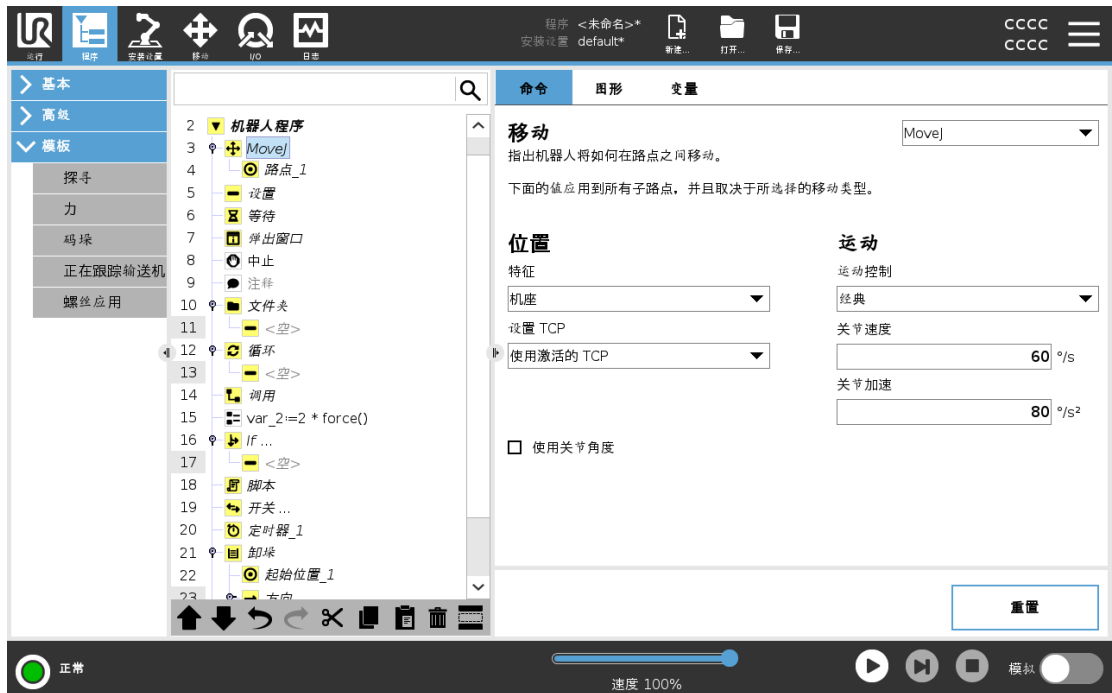 UR
程序 <未命名>*
安装设置 default*
运行 程序 安装设置 移动 I/O 日志
新建... 打开... 保存...
CCCC
CCCC
基本
高级
模板
探寻
力
码垛
正在跟踪输送机
螺丝应用
2 机器人程序
3 MoveJ
4 路点_1
5 设置
6 等待
7 弹出窗口
8 中止
9 注释
10 文件夹
11 <空>
12 循环
13 <空>
14 调用
15 var_2≔2 * force()
16 If ...
17 <空>
18 脚本
19 开关 ...
20 定时器_1
21 卸垛
22 起始位置_1
23 方向
命令 图形 变量
移动
MoveJ
指出机器人将如何在路点之间移动。
下面的值应用到所有子路点，并且取决于所选择的移动类型。
位置
特征
机座
设置 TCP
使用激活的 TCP
使用关节角度
运动
运动控制
经典
关节速度
60 °/s
关节加速
80 °/s²
重置
正常
速度 100%
模拟